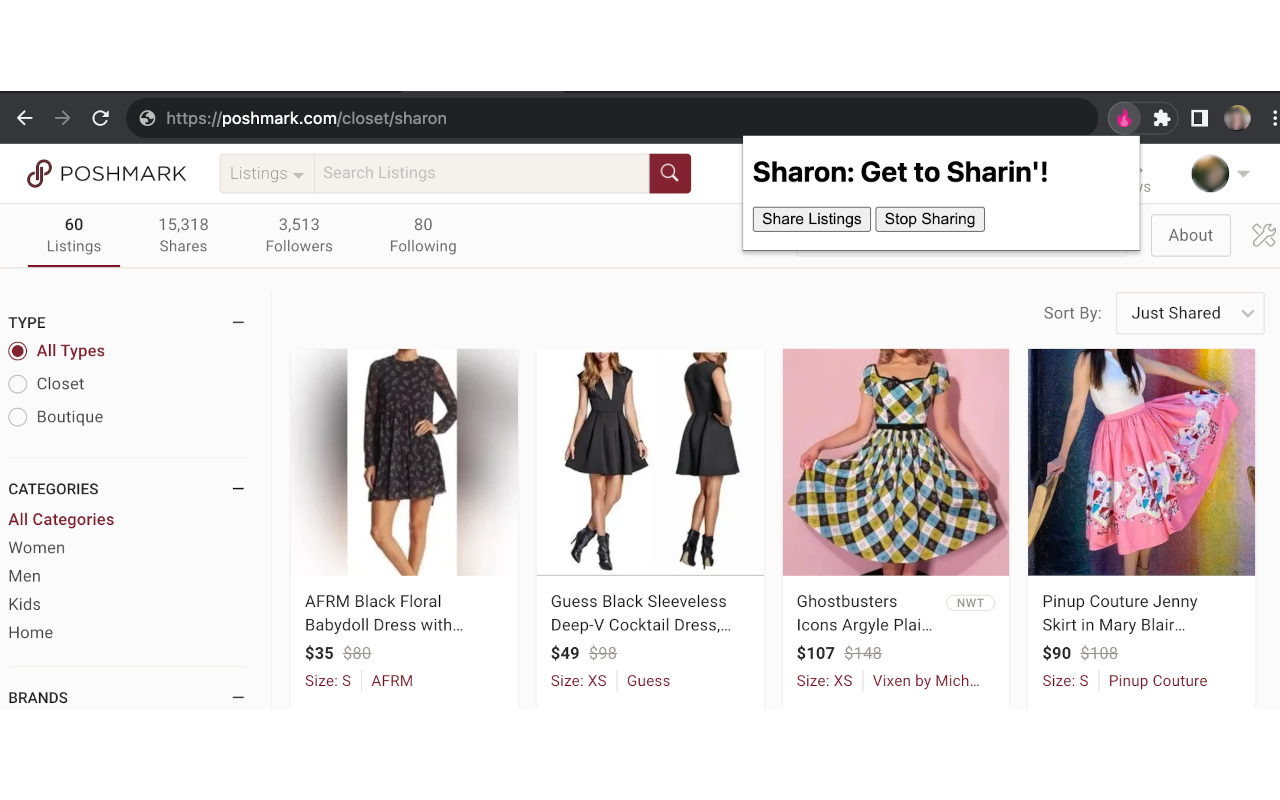 https://poshmark.com/closet/sharon
POSHMARK
Listings
Search Listings
Sharon: Get to Sharin'!
Share Listings
Stop Sharing
60
Listings
15,318
Shares
3,513
Followers
80
Following
About
TYPE
All Types
Closet
Boutique
CATEGORIES
All Categories
Women
Men
Kids
Home
BRANDS
Sort By:
Just Shared
AFRM Black Floral
Babydoll Dress with...
$35 $80
Size: S
AFRM
Guess Black Sleeveless
Deep-V Cocktail Dress,...
$49 $98
Size: XS
Guess
Ghostbusters
Icons Argyle Plai...
NWT
$107 $148
Size: XS
Vixen by Mich...
Pinup Couture Jenny
Skirt in Mary Blair...
$90 $108
Size: S
Pinup Couture